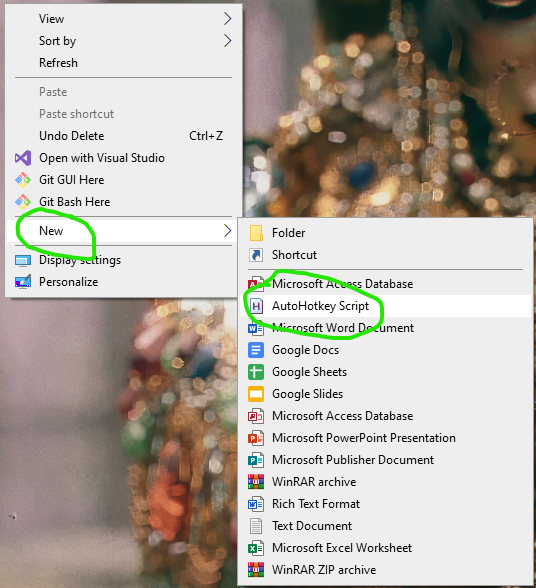 View
Sort by
Refresh
Paste
Paste shortcut
Undo Delete Ctrl+Z
Open with Visual Studio
Git GUI Here
Git Bash Here
New
Display settings
Personalize
Folder
Shortcut
Microsoft Access Database
AutoHotkey Script
Microsoft Word Document
Google Docs
Google Sheets
Google Slides
Microsoft Access Database
Microsoft PowerPoint Presentation
Microsoft Publisher Document
WinRAR archive
Rich Text Format
Text Document
Microsoft Excel Worksheet
WinRAR ZIP archive